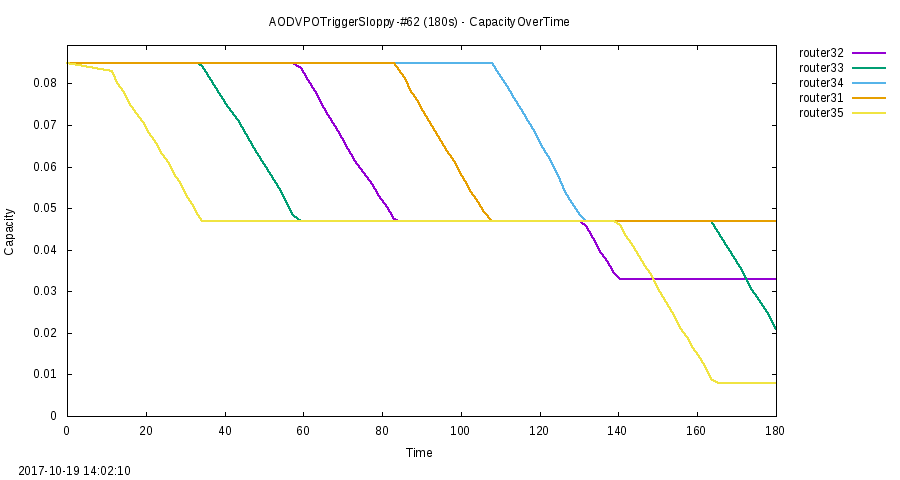 AODVPOTriggerSloppy-#62 (180s) - CapacityOverTime
router32
router33
router34
router31
router35
0.08
0.07
0.06
0.05
0.04
0.03
0.02
0.01
0
Capacity
0 20 40 60 80 100 120 140 160 180
Time
2017-10-19 14:02:10